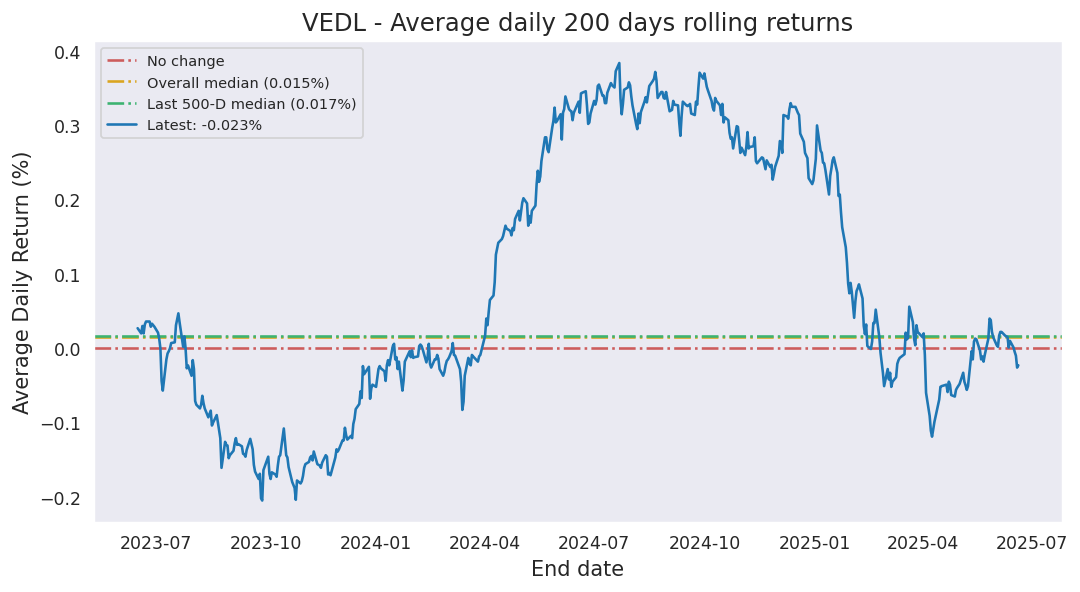 VEDL - Average daily 200 days rolling returns
No change
Overall median (0.015%)
Last 500-D median (0.017%)
Latest: -0.023%
Average Daily Return (%)
0.4
0.3
0.2
0.1
0.0
−0.1
−0.2
2023-07 2023-10 2024-01 2024-04 2024-07 2024-10 2025-01 2025-04 2025-07
End date